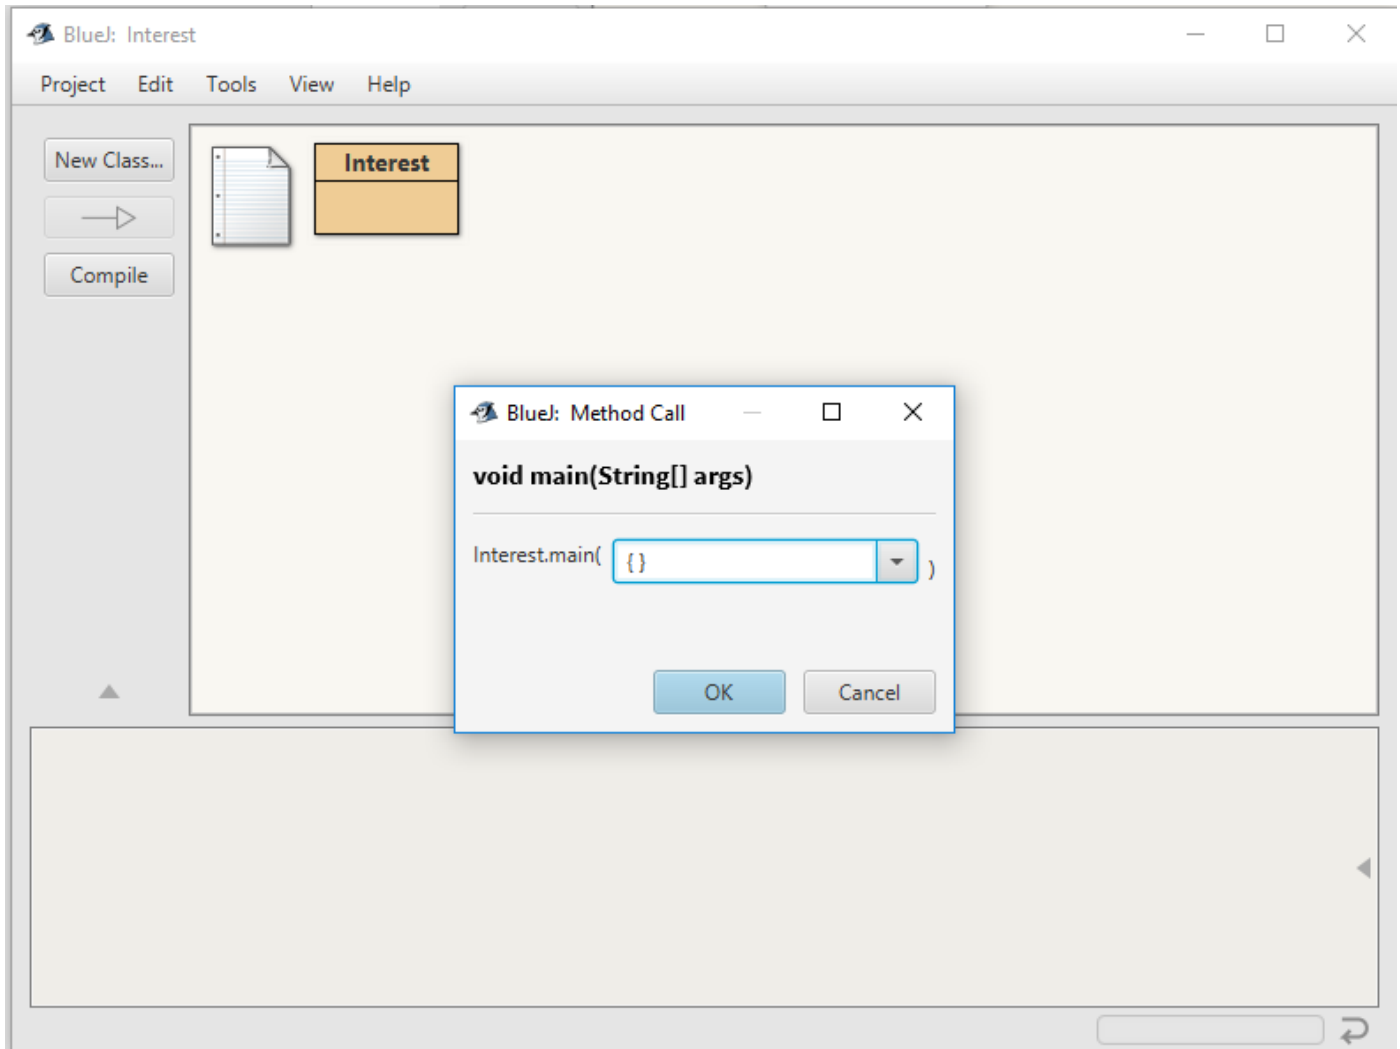 BlueJ: Interest
Project Edit Tools View Help
New Class...
Compile
Interest
BlueJ: Method Call
void main(String[] args)
Interest.main( { } )
OK Cancel